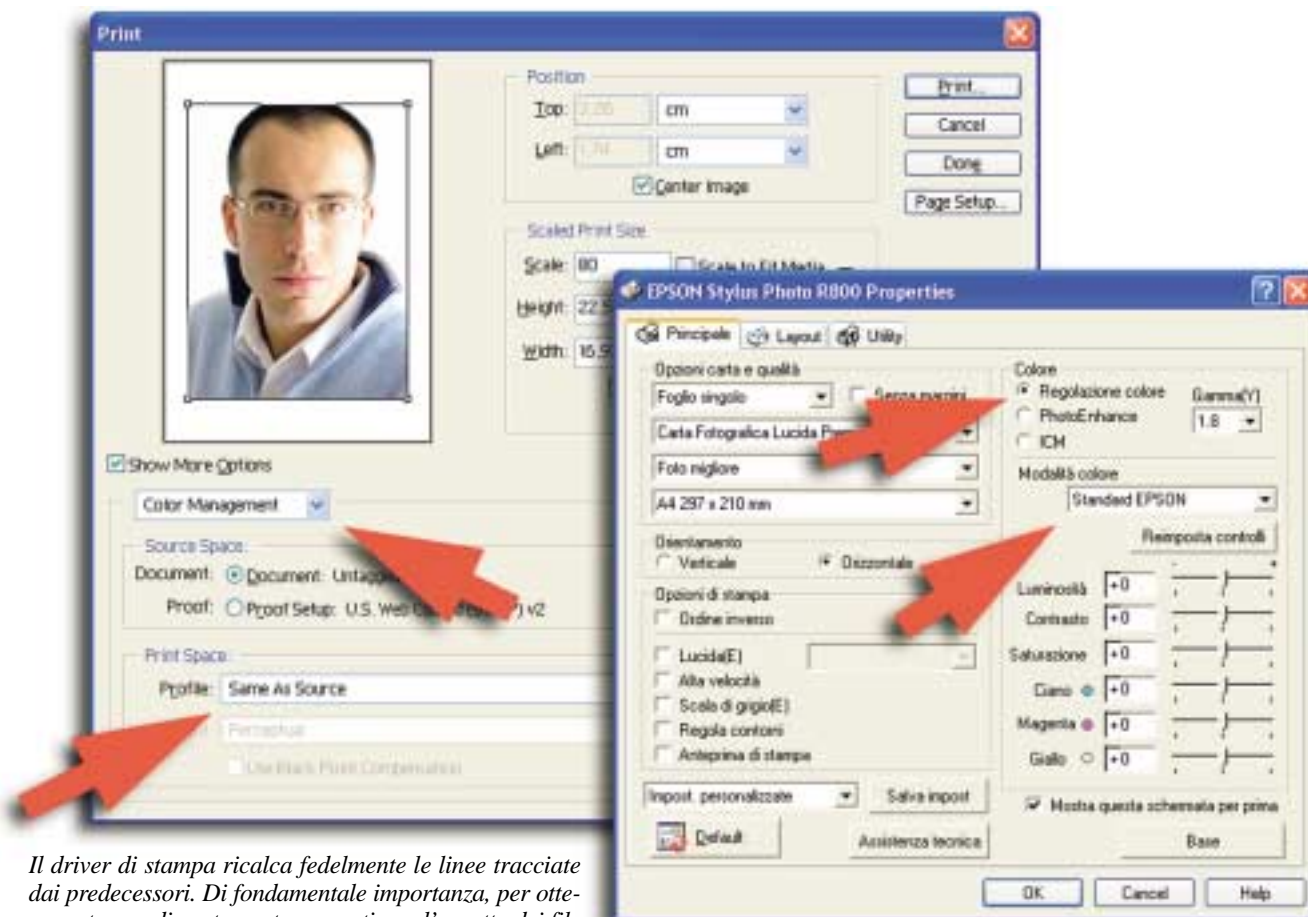 Print
Position
Top: cm
Left: cm
Center Image
Print...
Cancel
Done
Page Setup...
Scaled Print Size
Scale: 80 Scale to Fit Media
Height: 22.5
Width: 16.9
Show More Options
Color Management
Source Space:
Document: Document: Untagged
Proof: Proof Setup: U.S. Web v2
Print Space:
Profile: Same As Source
Perceptual
Use Black Point Compensation
EPSON Stylus Photo R800 Properties
Principale Layout Utility
Opzioni carta e qualità
Foglio singolo Senza margini
Carta Fotografica Lucida
Foto migliore
A4 297 x 210 mm
Orientamento
Verticale Orizzontale
Opzioni di stampa
Ordine inverso
Lucida(E)
Alta velocità
Scala di grigio(E)
Regola contorni
Anteprima di stampa
Impost. personalizzate Salva impost
Default Assistenza tecnica
Colore
Regolazione colore
PhotoEnhance
ICM
Gamma(Y)
1.8
Modalità colore
Standard EPSON
Reimposta controlli
- +
Luminosità +0
Contrasto +0
Saturazione +0
Ciano +0
Magenta +0
Giallo +0
Mostra questa schermata per prima
Base
OK Cancel Help
Il driver di stampa ricalca fedelmente le linee tracciate
dai predecessori. Di fondamentale importanza, per otte-